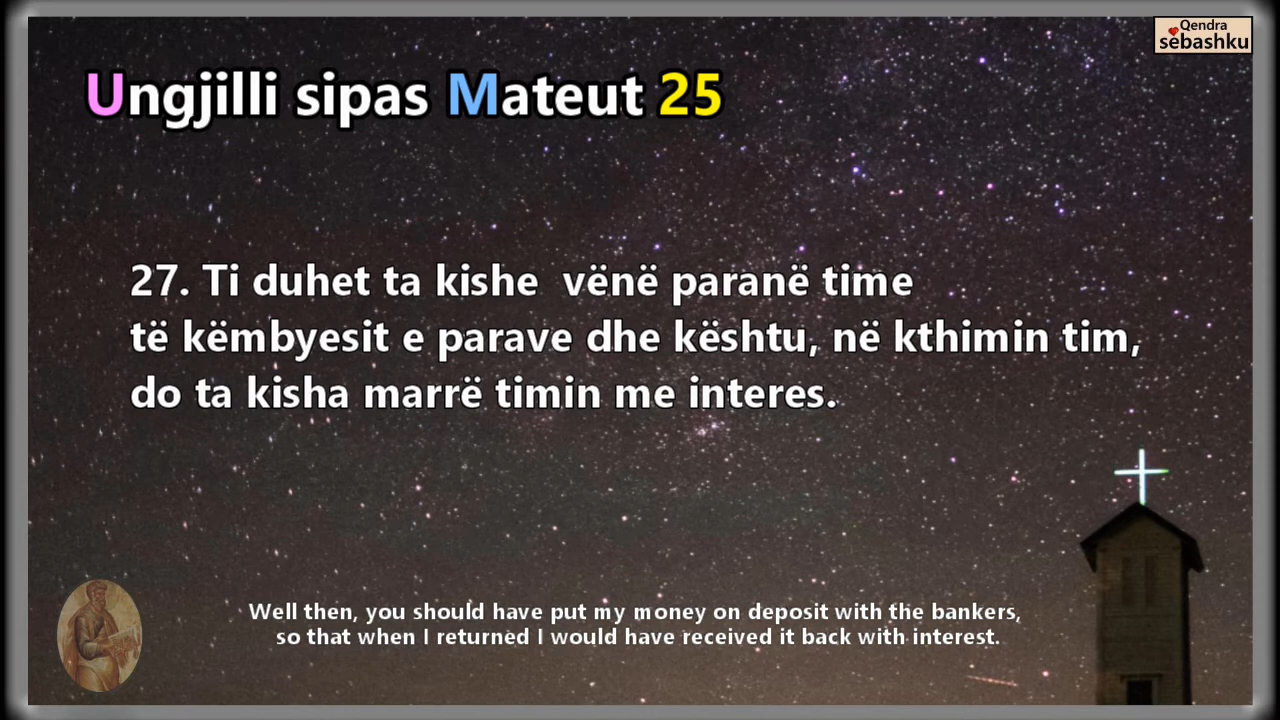 Qendra
sebashku
Ungjilli sipas Mateut 25
27. Ti duhet ta kishe  vënë paranë time
të këmbyesit e parave dhe kështu, në kthimin tim,
do ta kisha marrë timin me interes.
Well then, you should have put my money on deposit with the bankers,
so that when I returned I would have received it back with interest.